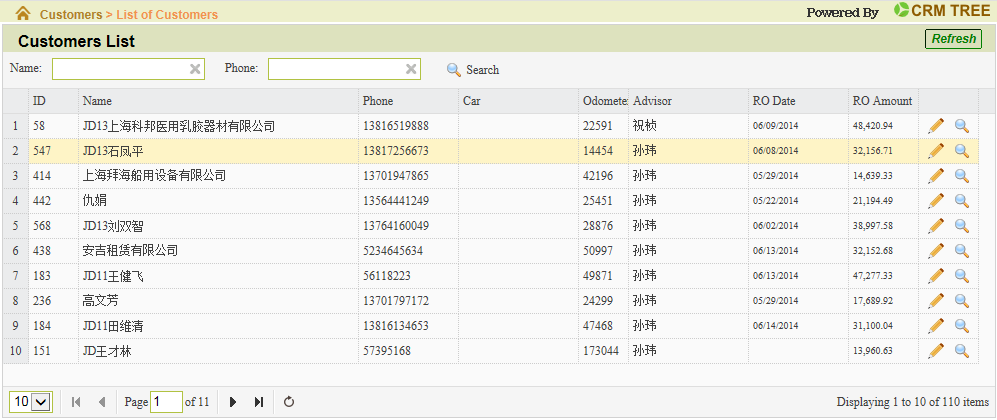 Customers > List of Customers Powered By CRM TREE
Customers List Refresh
Name: Phone: Search
ID Name Phone Car Odomete Advisor RO Date RO Amount
1 58 JD13上海科邦医用乳胶器材有限公司 13816519888 22591 祝桢 06/09/2014 48,420.94
2 547 JD13石凤平 13817256673 14454 孙玮 06/08/2014 32,156.71
3 414 上海拜海船用设备有限公司 13701947865 42196 孙玮 05/29/2014 14,639.33
4 442 仇娟 13564441249 25451 孙玮 05/22/2014 21,194.49
5 568 JD13刘双智 13764160049 28876 孙玮 06/02/2014 38,997.58
6 438 安吉租赁有限公司 5234645634 50997 孙玮 06/13/2014 32,152.68
7 183 JD11王健飞 56118223 49871 孙玮 06/13/2014 47,277.33
8 236 高文芳 13701797172 24299 孙玮 05/29/2014 17,689.92
9 184 JD11田维清 13816134653 47468 孙玮 06/14/2014 31,100.04
10 151 JD王才林 57395168 173044 孙玮 13,960.63
10 Page 1 of 11 Displaying 1 to 10 of 110 items